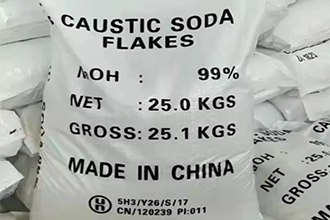 CAUSTIC SODA
FLAKES
NOH : 99%
NET : 25.0 KGS
GROSS: 25.1 KGS
MADE IN CHINA
5H3/Y26/S/17
CN/120239 PI:011